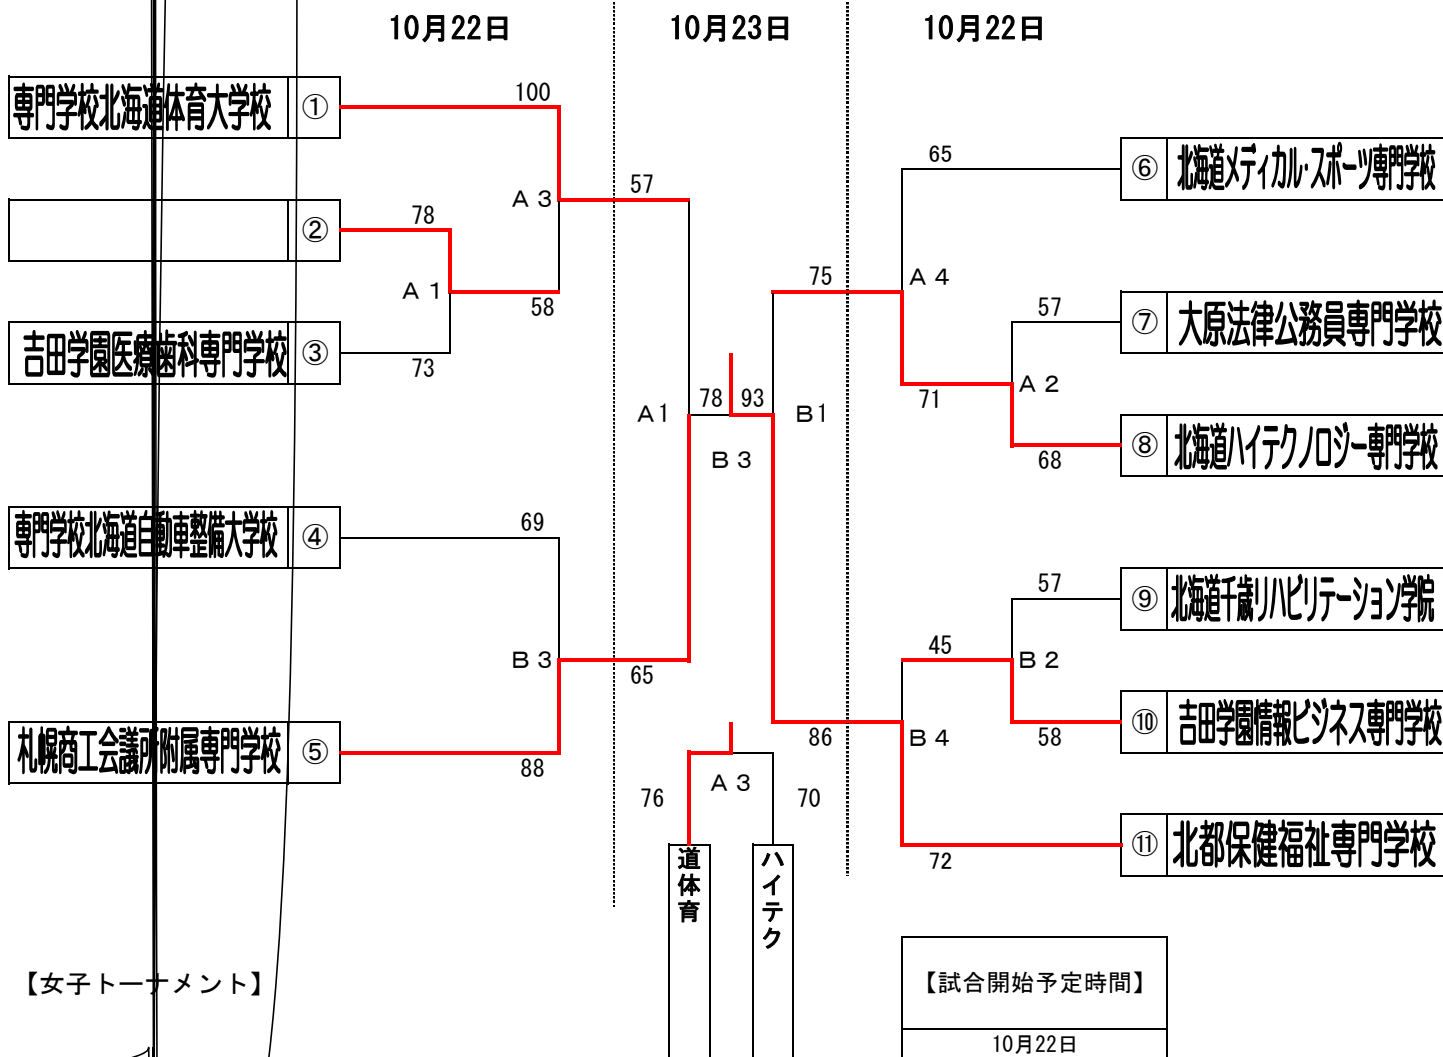 10月22日 10月23日 10月22日
専門学校北海道体育大学校 ①
100
65
⑥ 北海道メディカル・スポーツ専門学校
A 3
57
78
②
75
A 4
A 1
58
57
⑦ 大原法律公務員専門学校
吉田学園医療歯科専門学校 ③
73
A 2
71
78 93
A1
B1
⑧ 北海道ハイテクノロジー専門学校
B 3
68
専門学校北海道自動車整備大学校 ④
69
57
⑨ 北海道千歳リハビリテーション学院
45
B 3
B 2
65
⑩ 吉田学園情報ビジネス専門学校
札幌商工会議所附属専門学校 ⑤
86
B 4
58
88
A 3
76
70
⑪ 北都保健福祉専門学校
72
道体育
ハイテク
【女子トーナメント】
【試合開始予定時間】
10月22日